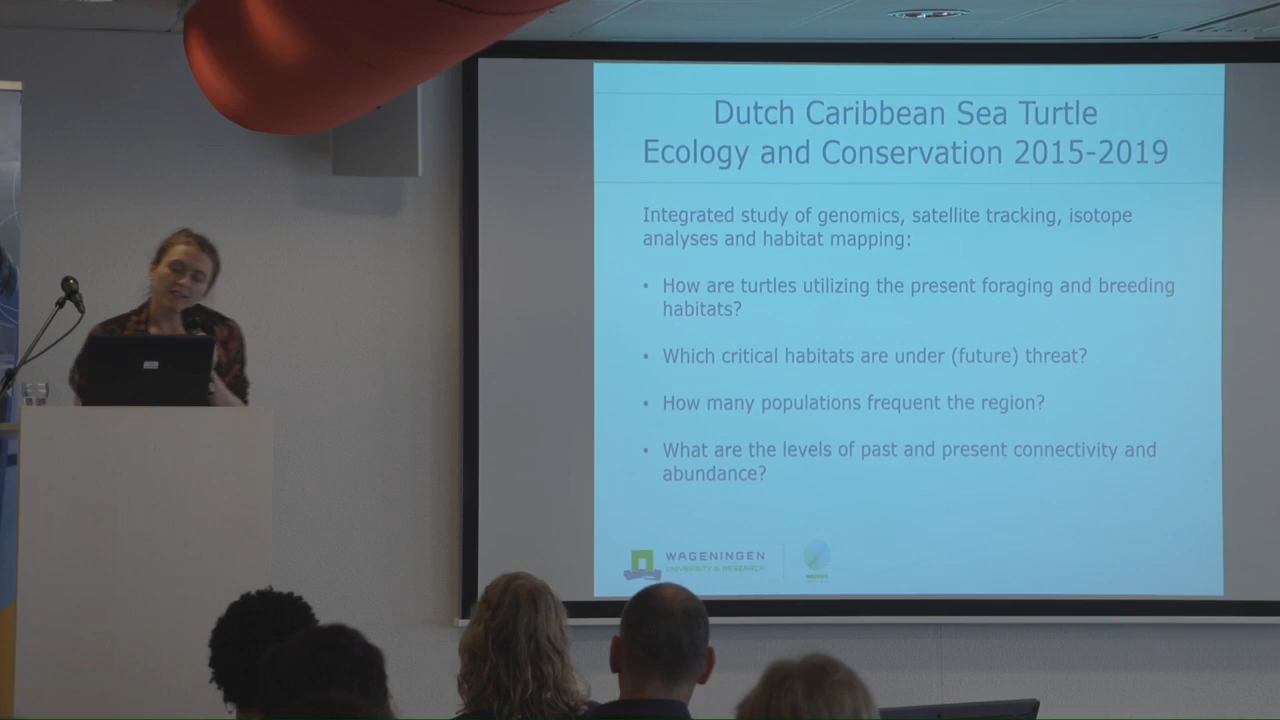 Dutch Caribbean Sea Turtle
Ecology and Conservation 2015-2019
Integrated study of genomics, satellite tracking, isotope
analyses and habitat mapping:
• How are turtles utilizing the present foraging and breeding
habitats?
• Which critical habitats are under (future) threat?
• How many populations frequent the region?
• What are the levels of past and present connectivity and
abundance?
WAGENINGEN
UNIVERSITY & RESEARCH